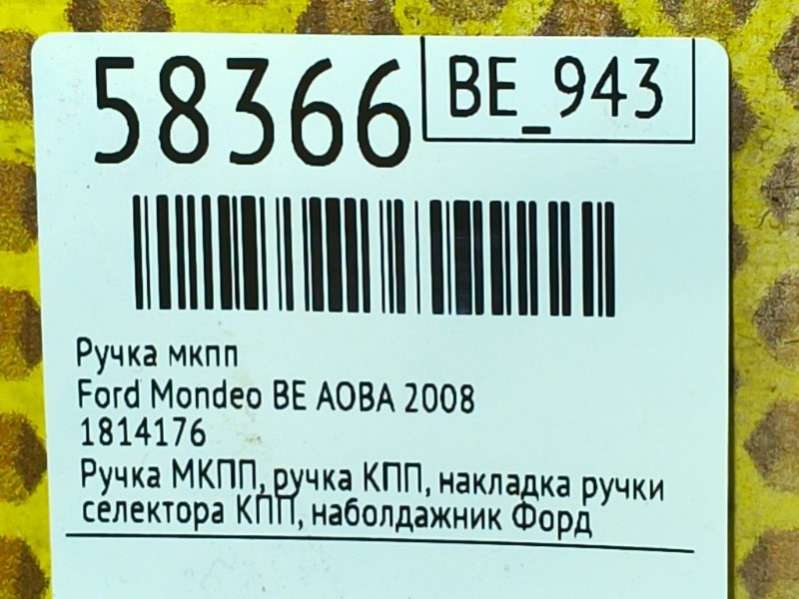 58366
BE_943
Ручка мкпп
Ford Mondeo BE AOBA 2008
1814176
Ручка МКПП, ручка КПП, накладка ручки
селектора КПП, наболдажник Форд